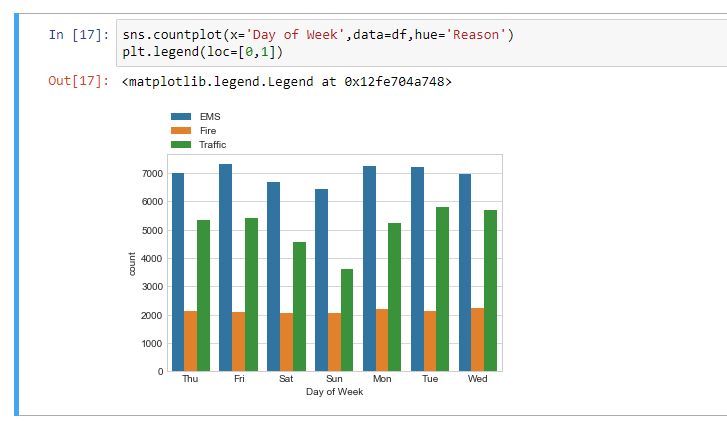 In [17]: sns.countplot(x='Day of Week',data=df,hue='Reason')
plt.legend(loc=[0,1])
Out[17]: <matplotlib.legend.Legend at 0x12fe704a748>
EMS
Fire
Traffic
7000
6000
5000
4000
3000
2000
1000
0
count
Thu Fri Sat Sun Mon Tue Wed
Day of Week